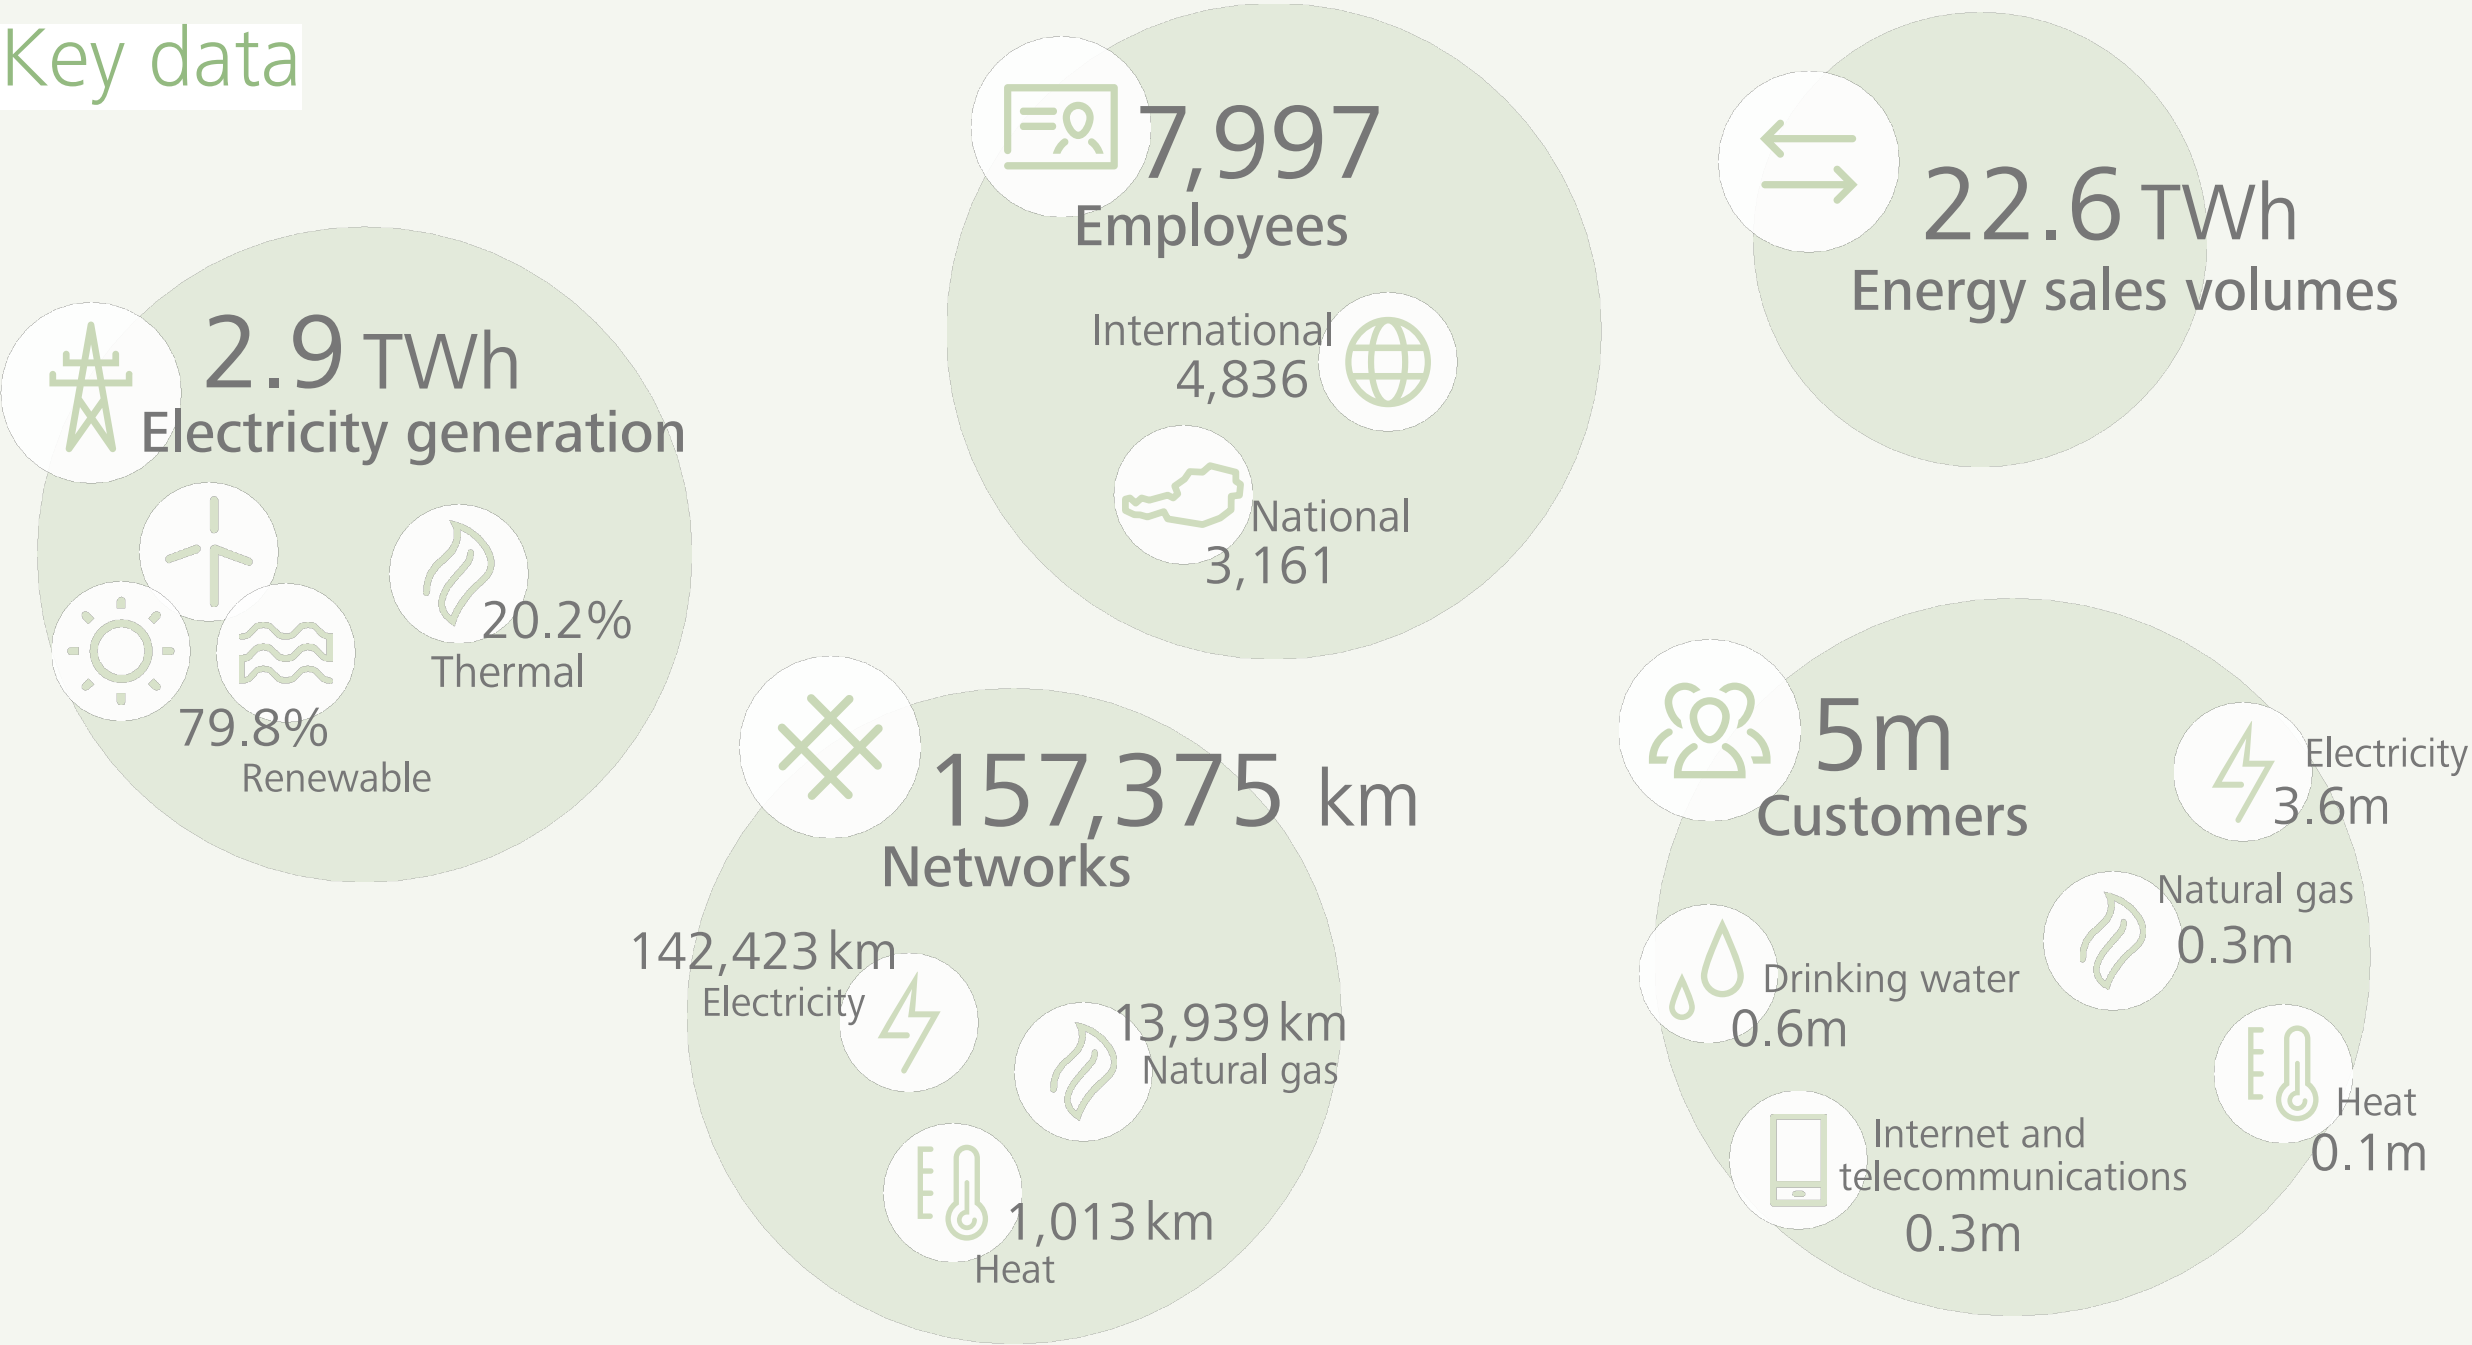 Key data
2.9 TWh
Electricity generation
20.2%
Thermal
79.8%
Renewable
7,997
Employees
International
4,836
National
3,161
22.6 TWh
Energy sales volumes
157,375 km
Networks
142,423 km
Electricity
13,939 km
Natural gas
1,013 km
Heat
5m
Customers
Electricity
3.6m
Natural gas
0.3m
Drinking water
0.6m
Heat
0.1m
Internet and
telecommunications
0.3m